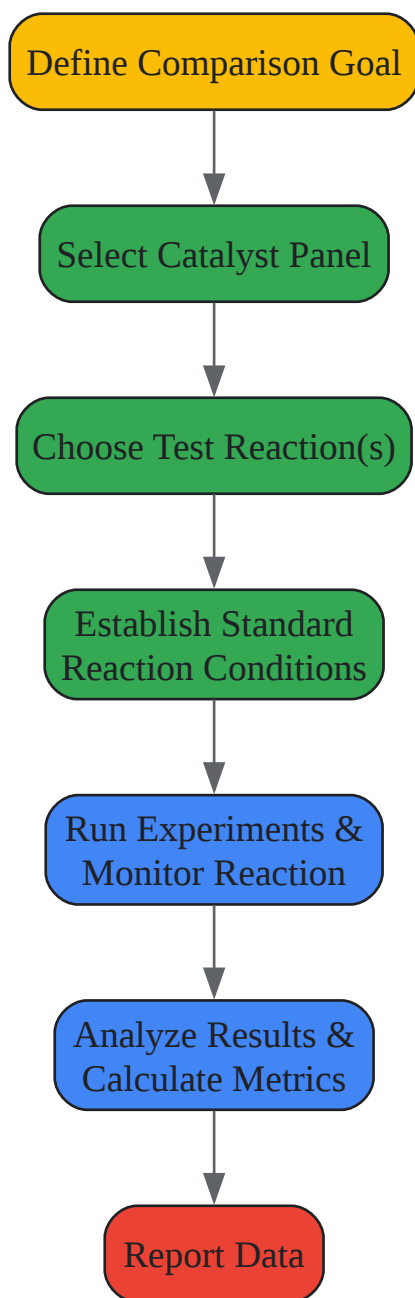 Define Comparison Goal
Select Catalyst Panel
Choose Test Reaction(s)
Establish Standard
Reaction Conditions
Run Experiments &
Monitor Reaction
Analyze Results &
Calculate Metrics
Report Data